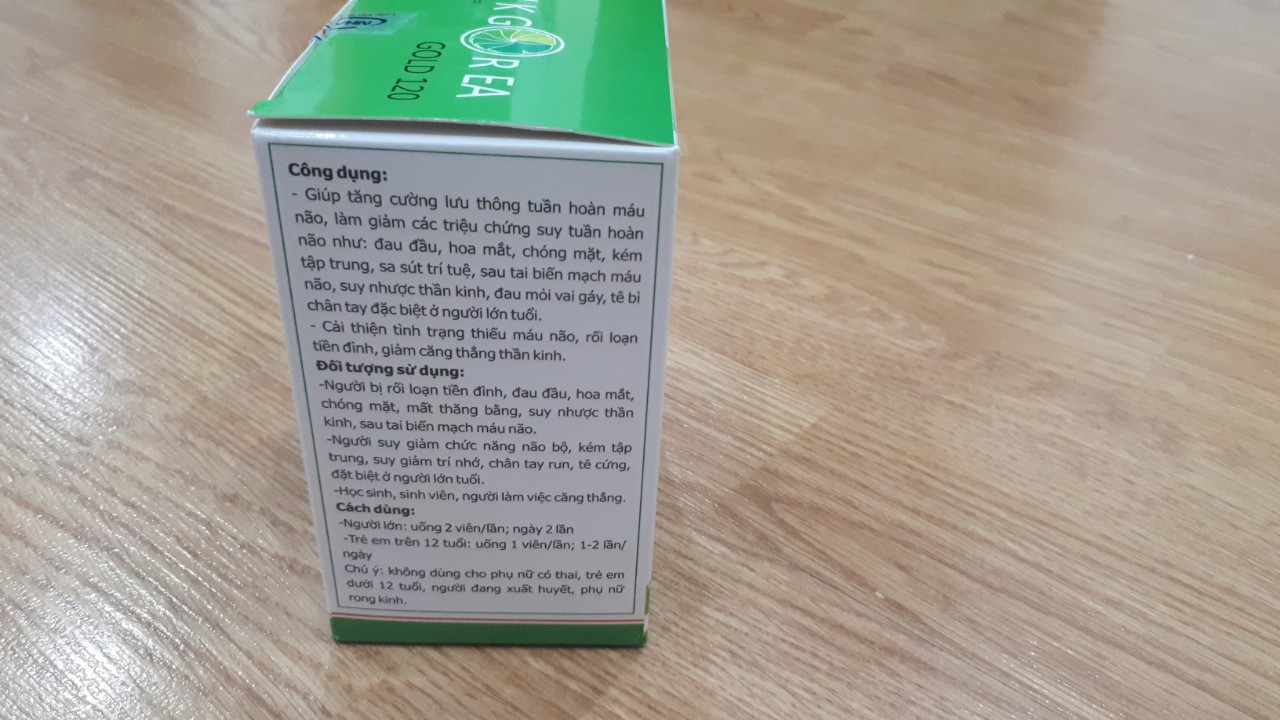 GOLD 120
Công dụng:
- Giúp tăng cường lưu thông tuần hoàn máu
não, làm giảm các triệu chứng suy tuần hoàn
não như: đau đầu, hoa mắt, chóng mặt, kém
tập trung, sa sút trí tuệ, sau tai biến mạch máu
não, suy nhược thần kinh, đau mỏi vai gáy, tê bì
chân tay đặc biệt ở người lớn tuổi.
- Cải thiện tình trạng thiếu máu não, rối loạn
tiền đình, giảm căng thẳng thần kinh.
Đối tượng sử dụng:
-Người bị rối loạn tiền đình, đau đầu, hoa mắt,
chóng mặt, mất thăng bằng, suy nhược thần
kinh, sau tai biến mạch máu não.
-Người suy giảm chức năng não bộ, kém tập
trung, suy giảm trí nhớ, chân tay run, tê cứng,
đặt biệt ở người lớn tuổi.
-Học sinh, sinh viên, người làm việc căng thẳng.
Cách dùng:
-Người lớn: uống 2 viên/lần; ngày 2 lần
-Trẻ em trên 12 tuổi: uống 1 viên/lần; 1-2 lần/
ngày
Chú ý: không dùng cho phụ nữ có thai, trẻ em
dưới 12 tuổi, người đang xuất huyết, phụ nữ
rong kinh.